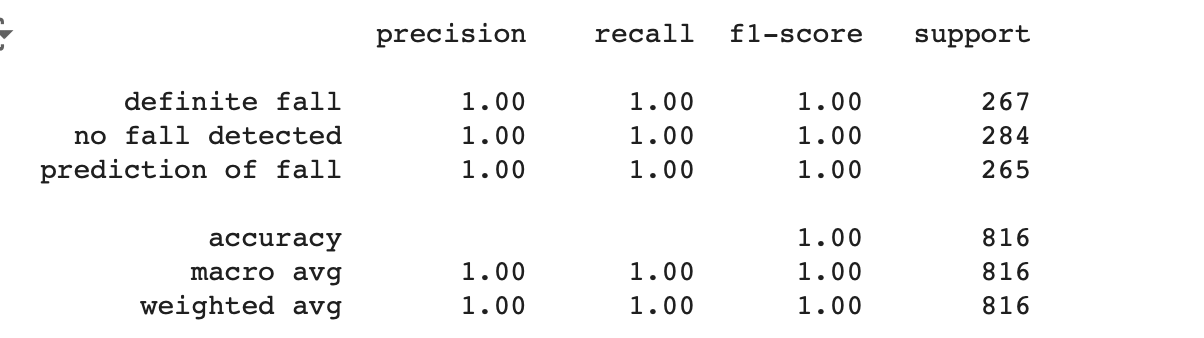 precision recall f1-score support
definite fall 1.00 1.00 1.00 267
no fall detected 1.00 1.00 1.00 284
prediction of fall 1.00 1.00 1.00 265
accuracy 1.00 816
macro avg 1.00 1.00 1.00 816
weighted avg 1.00 1.00 1.00 816